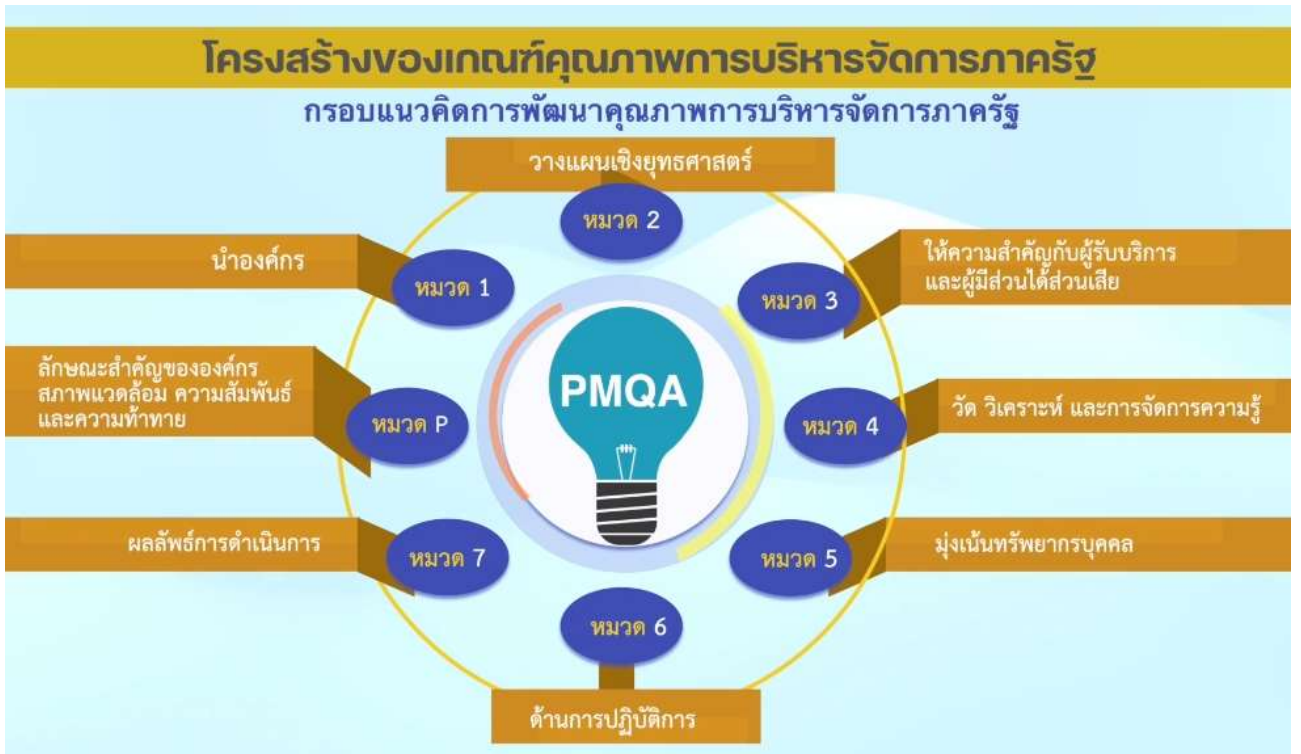 โครงสร้างของเกณฑ์คุณภาพการบริหารจัดการภาครัฐ
กรอบแนวคิดการพัฒนาคุณภาพการบริหารจัดการภาครัฐ
วางแผนเชิงยุทธศาสตร์
หมวด 2
นำองค์กร
หมวด 1
หมวด 3
ให้ความสำคัญกับผู้รับบริการ
และผู้มีส่วนได้ส่วนเสีย
ลักษณะสำคัญขององค์กร
สภาพแวดล้อม ความสัมพันธ์
และความท้าทาย
หมวด P
PMQA
หมวด 4
วัด วิเคราะห์ และการจัดการความรู้
ผลลัพธ์การดำเนินการ
หมวด 7
หมวด 5
มุ่งเน้นทรัพยากรบุคคล
หมวด 6
ด้านการปฏิบัติการ